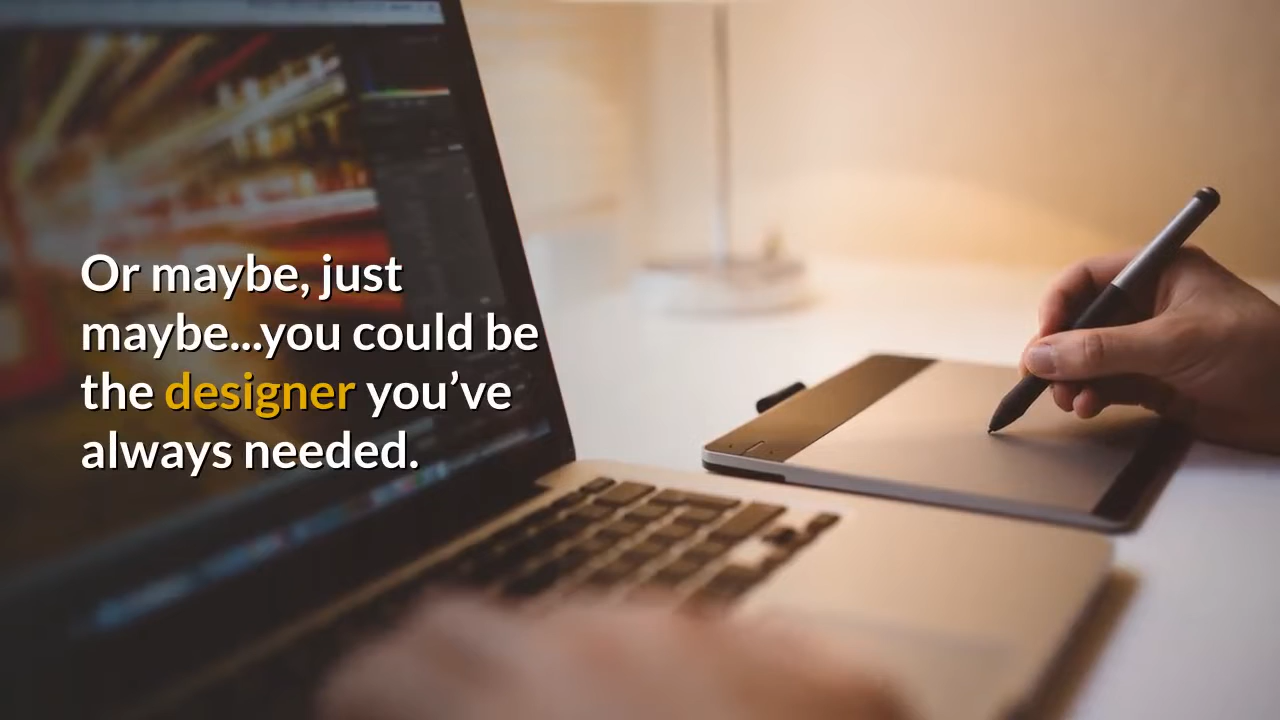 Or maybe, just
maybe...you could be
the designer you’ve
always needed.